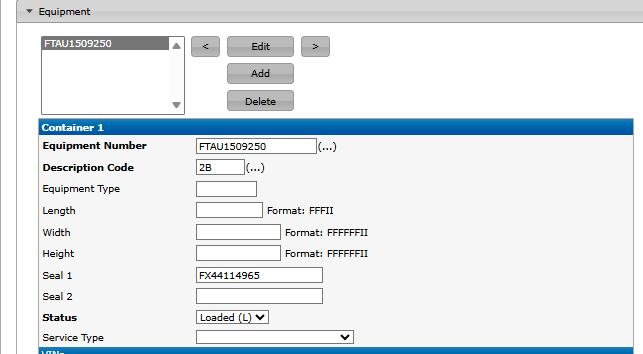 Equipment
FTAU1509250
< Edit >
Add
Delete
Container 1
Equipment Number FTAU1509250 (...)
Description Code 2B (...)
Equipment Type
Length Format: FFFII
Width Format: FFFFFFII
Height Format: FFFFFFII
Seal 1 FX44114965
Seal 2
Status Loaded (L)
Service Type
VINs